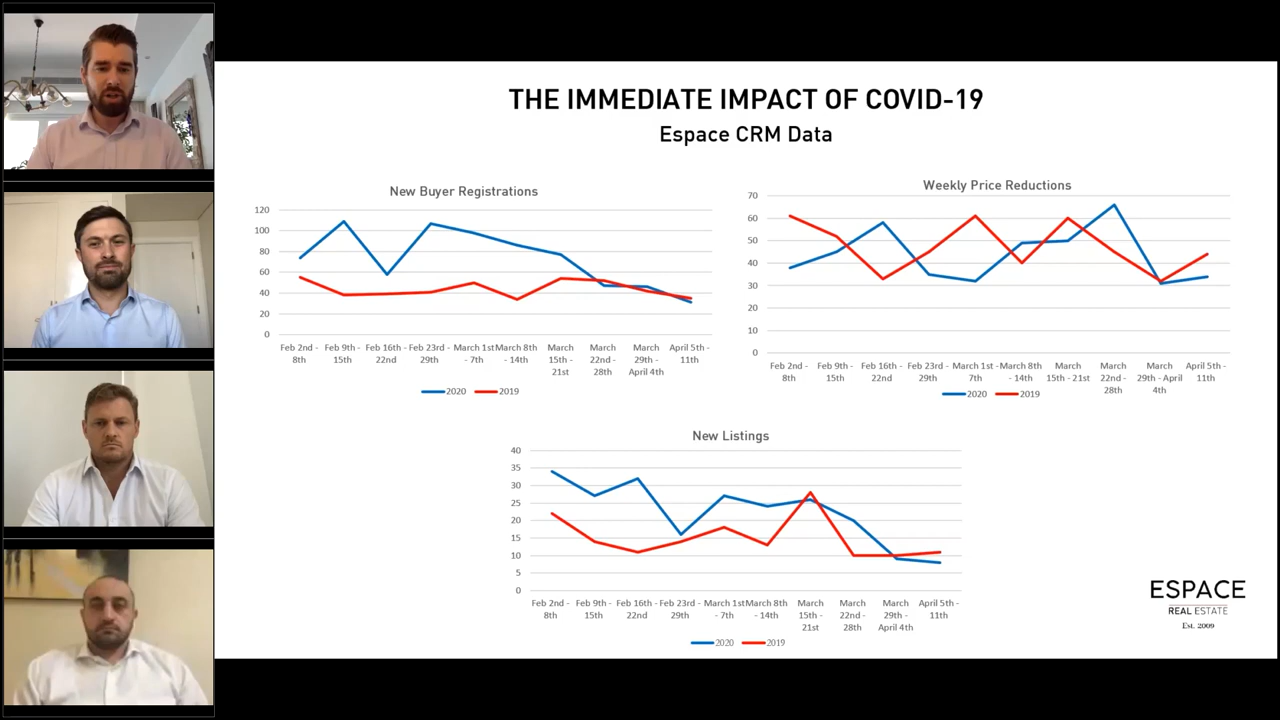 THE IMMEDIATE IMPACT OF COVID-19
Espace CRM Data
New Buyer Registrations
120
100
80
60
40
20
0
Feb 2nd - 8th
Feb 9th - 15th
Feb 16th - 22nd
Feb 23rd - 29th
March 1st - 7th
March 8th - 14th
March 15th - 21st
March 22nd - 28th
March 29th - April 4th
April 5th - 11th
2020
2019
Weekly Price Reductions
70
60
50
40
30
20
10
0
Feb 2nd - 8th
Feb 9th - 15th
Feb 16th - 22nd
Feb 23rd - 29th
March 1st - 7th
March 8th - 14th
March 15th - 21st
March 22nd - 28th
March 29th - April 4th
April 5th - 11th
2020
2019
New Listings
40
35
30
25
20
15
10
5
0
Feb 2nd - 8th
Feb 9th - 15th
Feb 16th - 22nd
Feb 23rd - 29th
March 1st - 7th
March 8th - 14th
March 15th - 21st
March 22nd - 28th
March 29th - April 4th
April 5th - 11th
2020
2019
ESPACE
REAL ESTATE
Est. 2009